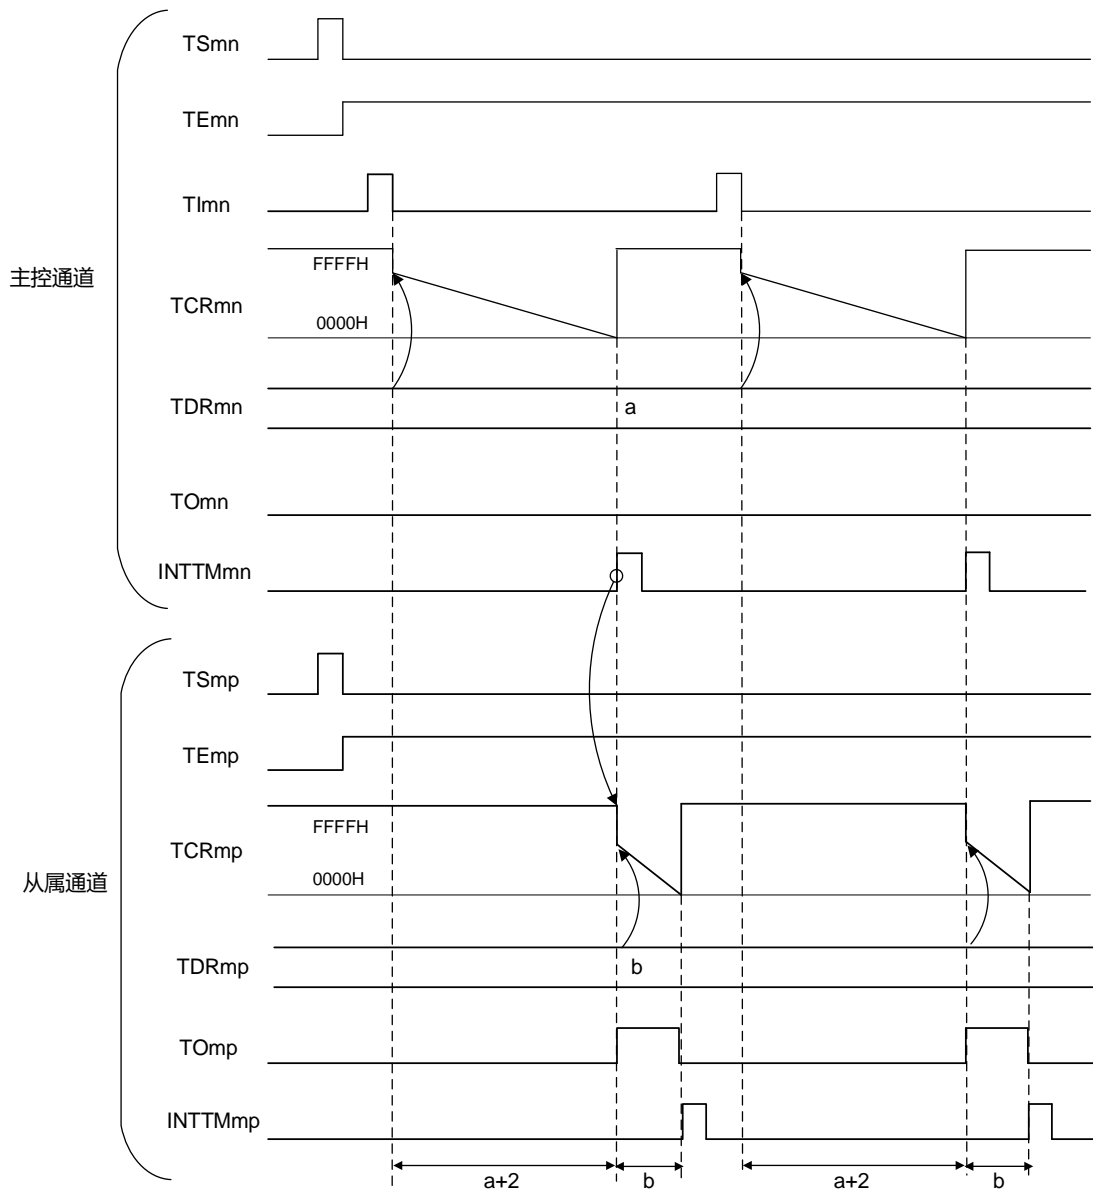 TSmn
TEmn
TImn
主控通道
FFFFH
TCRmn
0000H
TDRmn
a
TOmn
INTTMmn
TSmp
TEmp
FFFFH
TCRmp
从属通道
0000H
TDRmp
b
TOmp
INTTMmp
a+2 b a+2 b